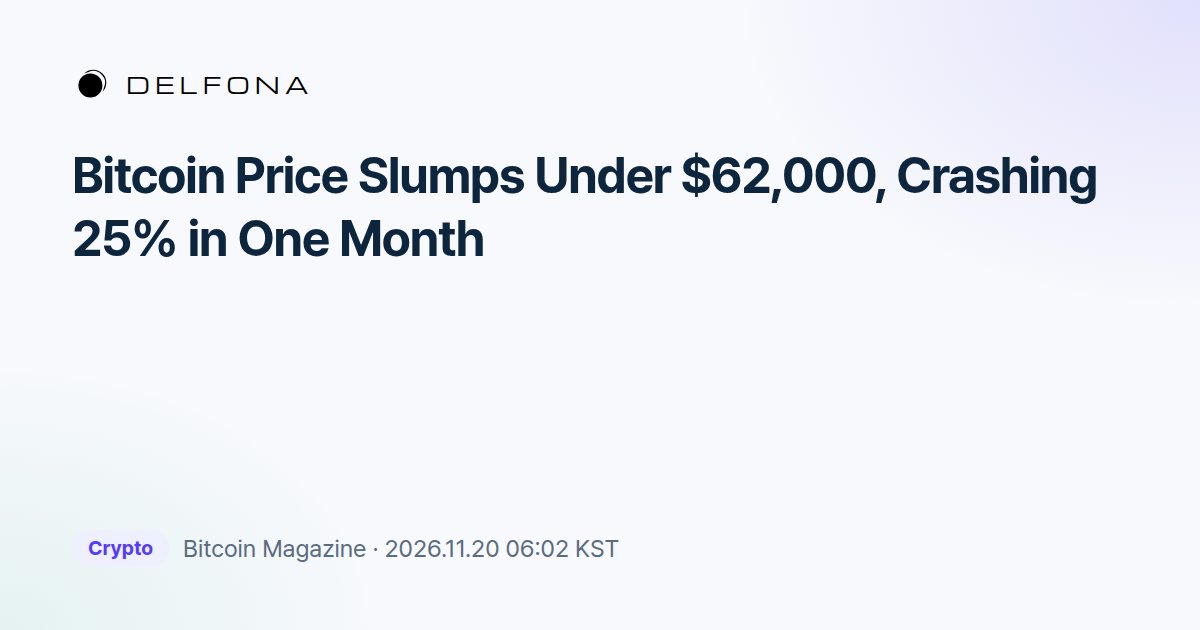 DELFONA
Bitcoin Price Slumps Under $62,000, Crashing
25% in One Month
Crypto Bitcoin Magazine · 2026.11.20 06:02 KST